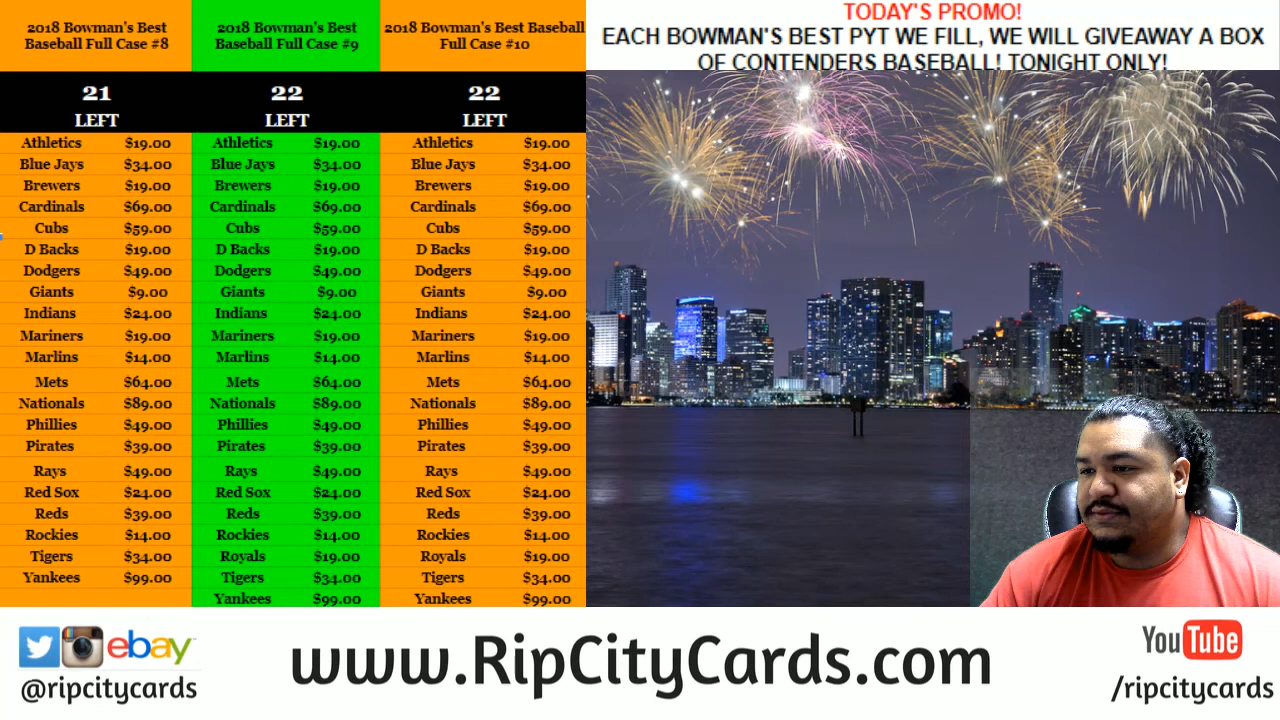 2018 Bowman's Best
Baseball Full Case #8
21
LEFT
Athletics $19.00
Blue Jays $34.00
Brewers $19.00
Cardinals $69.00
Cubs $59.00
D Backs $19.00
Dodgers $49.00
Giants $9.00
Indians $24.00
Mariners $19.00
Marlins $14.00
Mets $64.00
Nationals $89.00
Phillies $49.00
Pirates $39.00
Rays $49.00
Red Sox $24.00
Reds $39.00
Rockies $14.00
Tigers $34.00
Yankees $99.00
2018 Bowman's Best
Baseball Full Case #9
22
LEFT
Athletics $19.00
Blue Jays $34.00
Brewers $19.00
Cardinals $69.00
Cubs $59.00
D Backs $19.00
Dodgers $49.00
Giants $9.00
Indians $24.00
Mariners $19.00
Marlins $14.00
Mets $64.00
Nationals $89.00
Phillies $49.00
Pirates $39.00
Rays $49.00
Red Sox $24.00
Reds $39.00
Rockies $14.00
Royals $19.00
Tigers $34.00
Yankees $99.00
2018 Bowman's Best Baseball
Full Case #10
22
LEFT
Athletics $19.00
Blue Jays $34.00
Brewers $19.00
Cardinals $69.00
Cubs $59.00
D Backs $19.00
Dodgers $49.00
Giants $9.00
Indians $24.00
Mariners $19.00
Marlins $14.00
Mets $64.00
Nationals $89.00
Phillies $49.00
Pirates $39.00
Rays $49.00
Red Sox $24.00
Reds $39.00
Rockies $14.00
Royals $19.00
Tigers $34.00
Yankees $99.00
TODAY'S PROMO!
EACH BOWMAN'S BEST PYT WE FILL, WE WILL GIVEAWAY A BOX
OF CONTENDERS BASEBALL! TONIGHT ONLY!
ebay
@ripcitycards
www.RipCityCards.com
YouTube
/ripcitycards